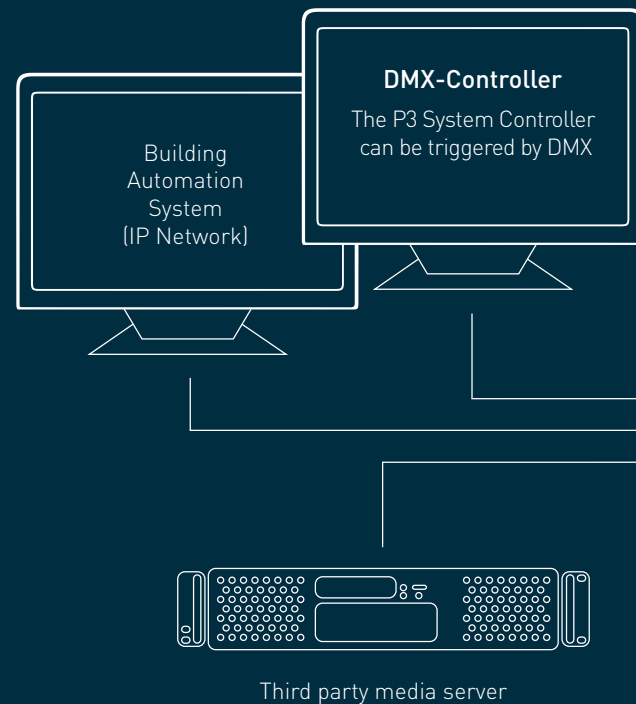 DMX-Controller
The P3 System Controller
can be triggered by DMX
Building
Automation
System
(IP Network)
Third party media server